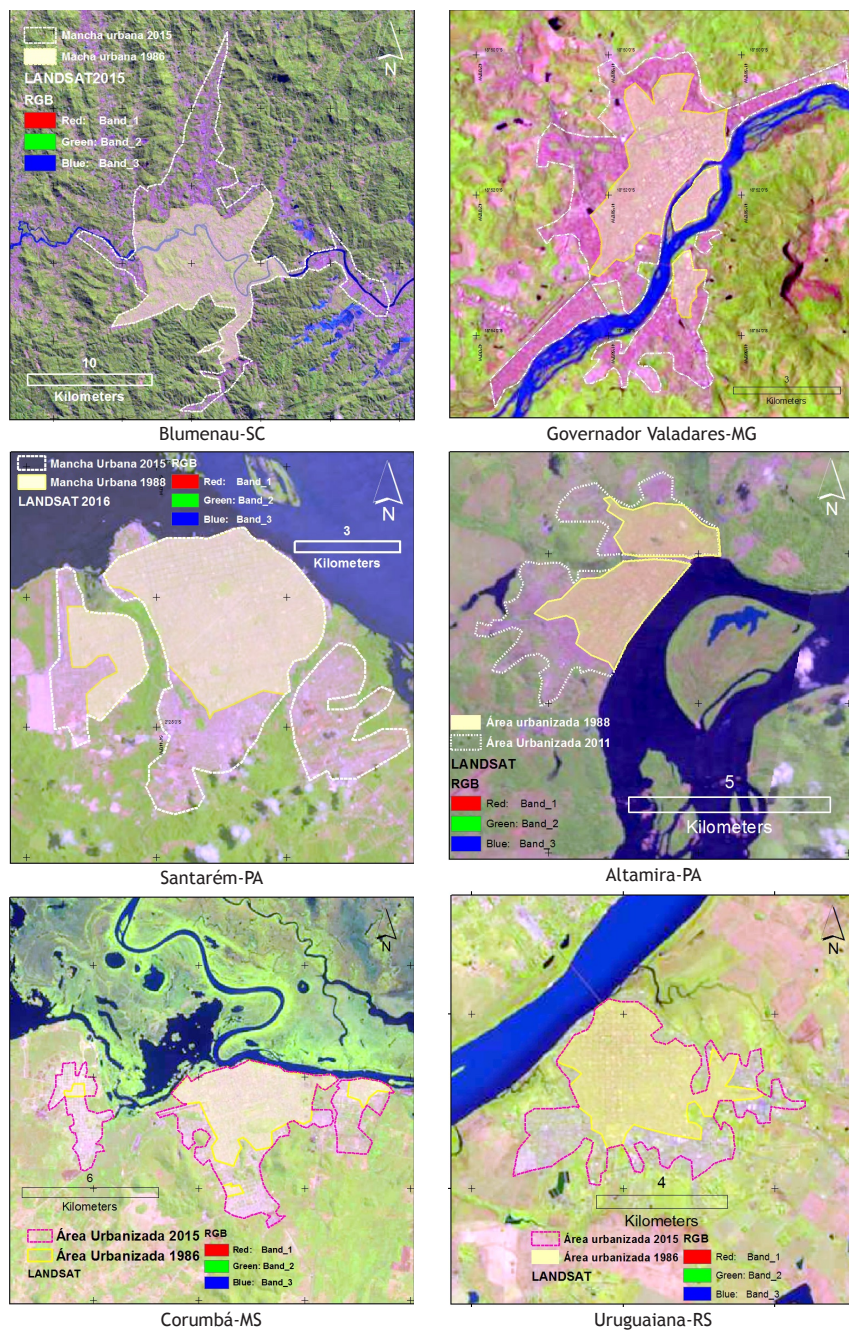 Mancha urbana 2015
Macha urbana 1986
LANDSAT2015
RGB
Red: Band_1
Green: Band_2
Blue: Band_3
N
10
Kilometers
Blumenau-SC
N
3
Kilometers
Governador Valadares-MG
Mancha Urbana 2015
Mancha Urbana 1988
LANDSAT 2016
RGB
Red: Band_1
Green: Band_2
Blue: Band_3
N
3
Kilometers
Santarém-PA
N
Área urbanizada 1988
Área Urbanizada 2011
LANDSAT
RGB
Red: Band_1
Green: Band_2
Blue: Band_3
5
Kilometers
Altamira-PA
N
6
Kilometers
Área Urbanizada 2015
Área Urbanizada 1986
LANDSAT
RGB
Red: Band_1
Green: Band_2
Blue: Band_3
Corumbá-MS
N
4
Kilometers
Área urbanizada 2015
Área urbanizada 1986
LANDSAT
RGB
Red: Band_1
Green: Band_2
Blue: Band_3
Uruguaiana-RS